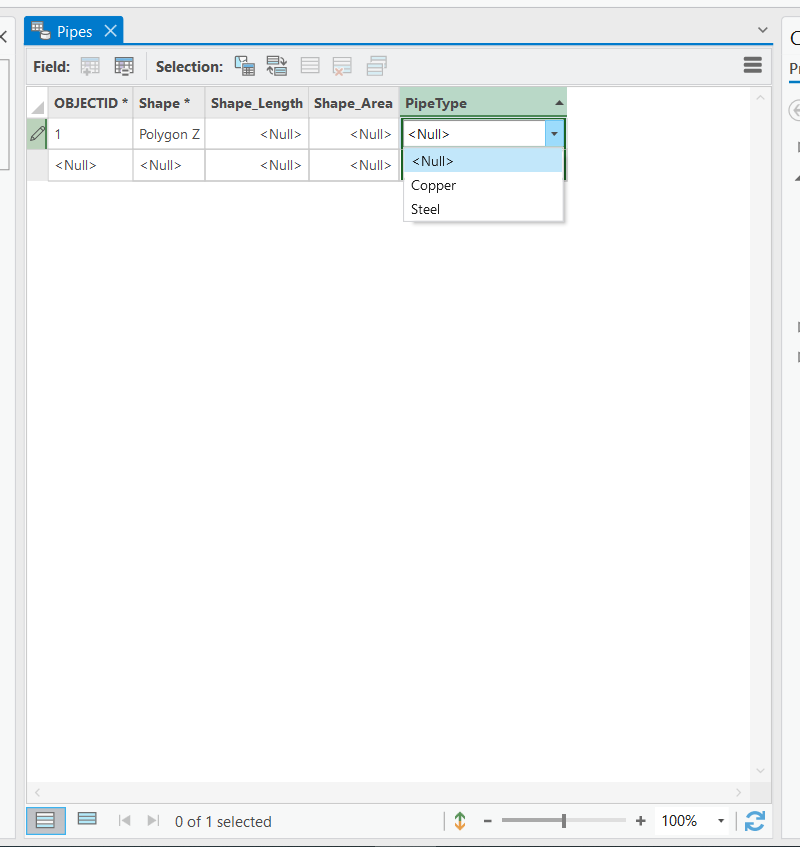 Pipes
Field: Selection:
OBJECTID * Shape * Shape_Length Shape_Area PipeType
1 Polygon Z <Null> <Null> <Null>
<Null> <Null> <Null> <Null>
<Null>
Copper
Steel
0 of 1 selected
100%